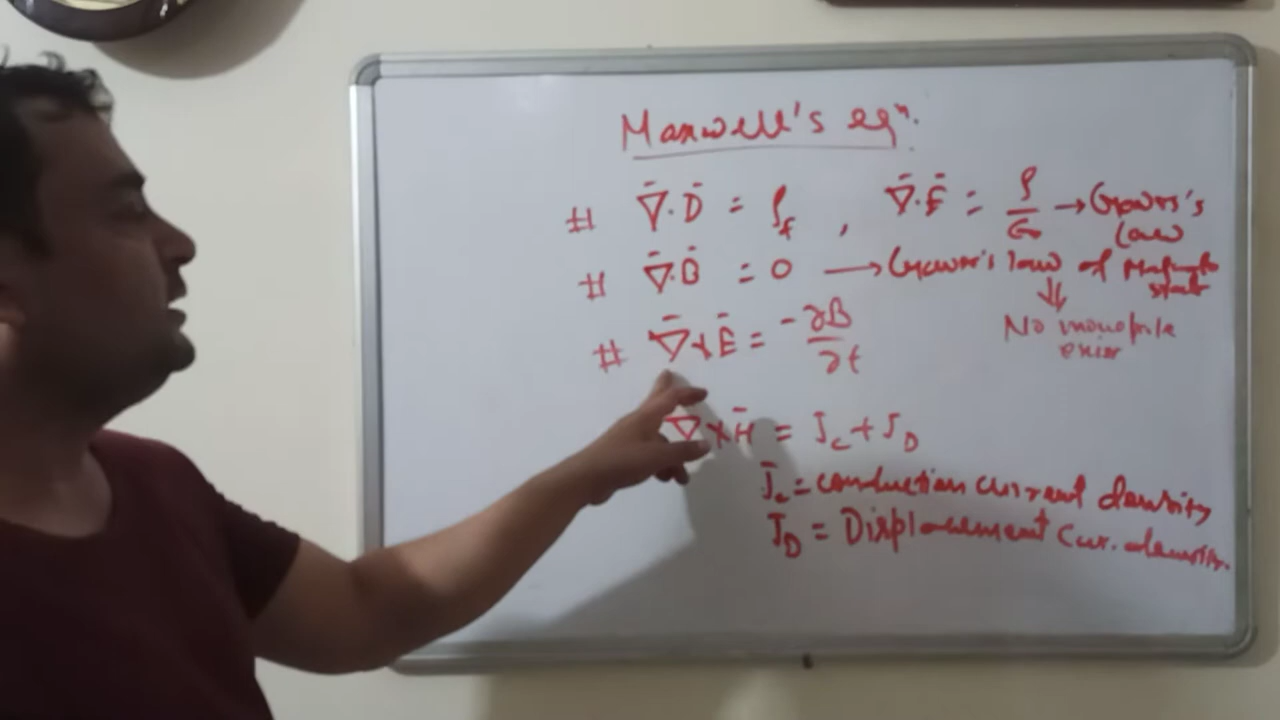 Maxwell's eqⁿ.
# ∇̄·D̄ = ρf , ∇̄·Ē = ρ/ϵ₀ → Gauss's law
# ∇̄·B̄ = 0 → Gauss's law of
⇓
No monopole exist
# ∇̄×Ē = -∂B/∂t
∇×H̄ = Jc + JD
J̄c = conduction current density
JD = Displacement Cur. density.